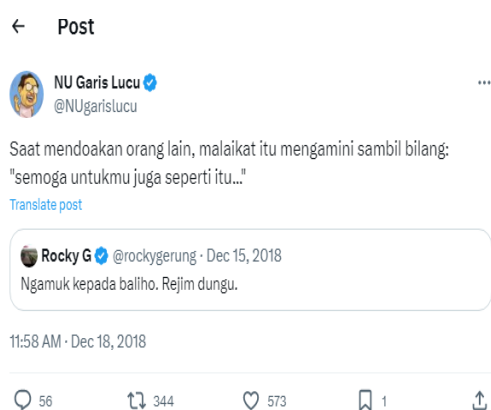 Post
NU Garis Lucu
@NUgarislucu
Saat mendoakan orang lain, malaikat itu mengamini sambil bilang:
"semoga untukmu juga seperti itu..."
Translate post
Rocky G @rockygerung · Dec 15, 2018
Ngamuk kepada baliho. Rejim dungu.
11:58 AM · Dec 18, 2018
56 344 573 1